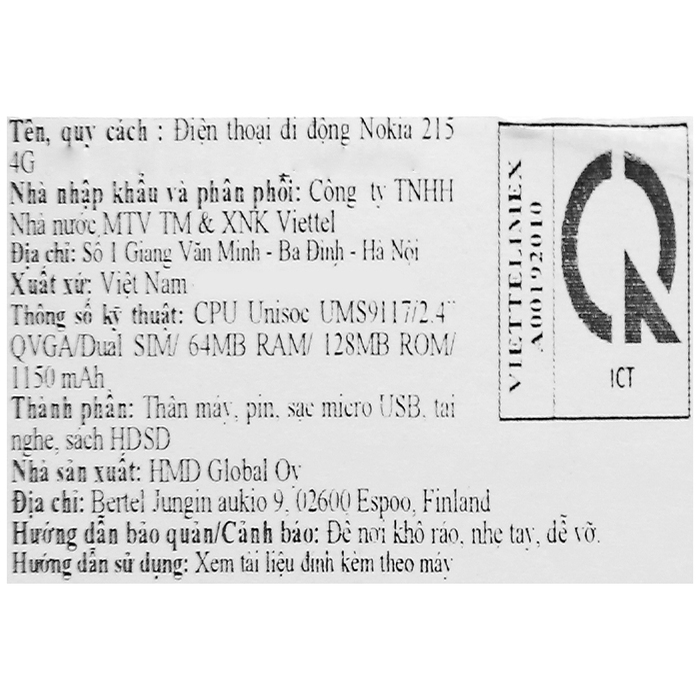 Tên, quy cách : Điện thoại di động Nokia 215
4G
Nhà nhập khẩu và phân phối: Công ty TNHH
Nhà nước MTV TM & XNK Viettel
Địa chỉ: Số 1 Giang Văn Minh - Ba Đình - Hà Nội
Xuất xứ: Việt Nam
Thông số kỹ thuật: CPU Unisoc UMS9117/2.4"
QVGA/Dual SIM/ 64MB RAM/ 128MB ROM/
1150 mAh
Thành phần: Thân máy, pin, sạc micro USB, tai
nghe, sách HDSD
Nhà sản xuất: HMD Global Oy
Địa chỉ: Bertel Jungin aukio 9, 02600 Espoo, Finland
Hướng dẫn bảo quản/Cảnh báo: Để nơi khô ráo, nhẹ tay, dễ vỡ.
Hướng dẫn sử dụng: Xem tài liệu đính kèm theo máy
VIETTELIMEX
A00192010
ICT